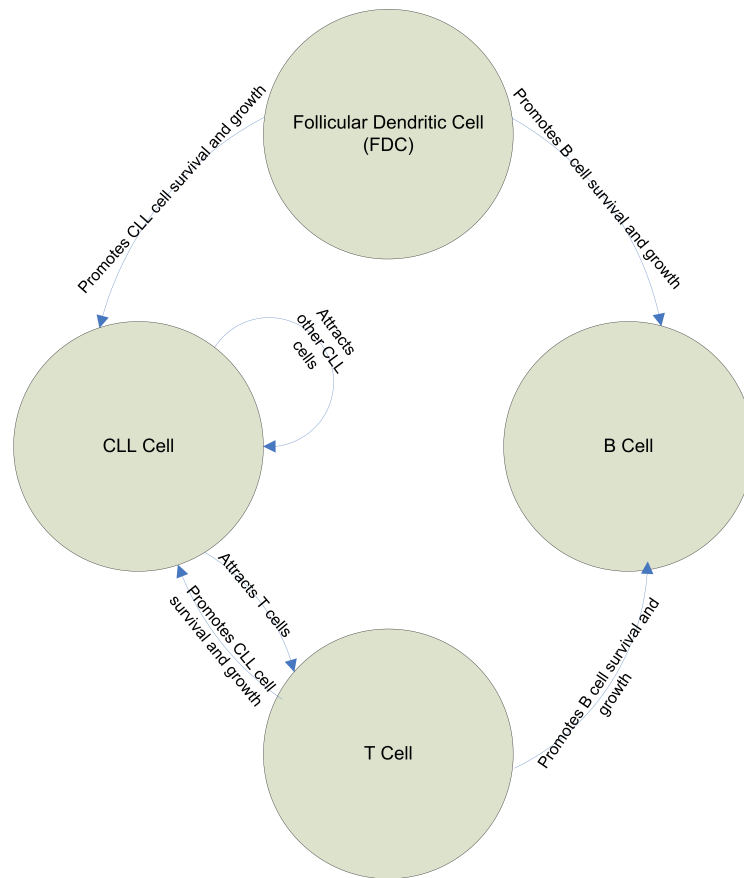 Follicular Dendritic Cell
(FDC)
Promotes CLL cell survival and growth
Promotes B cell survival and growth
Attracts
other CLL
cells
CLL Cell
B Cell
Attracts T cells
Promotes CLL cell
survival and growth
Promotes B cell survival and
growth
T Cell